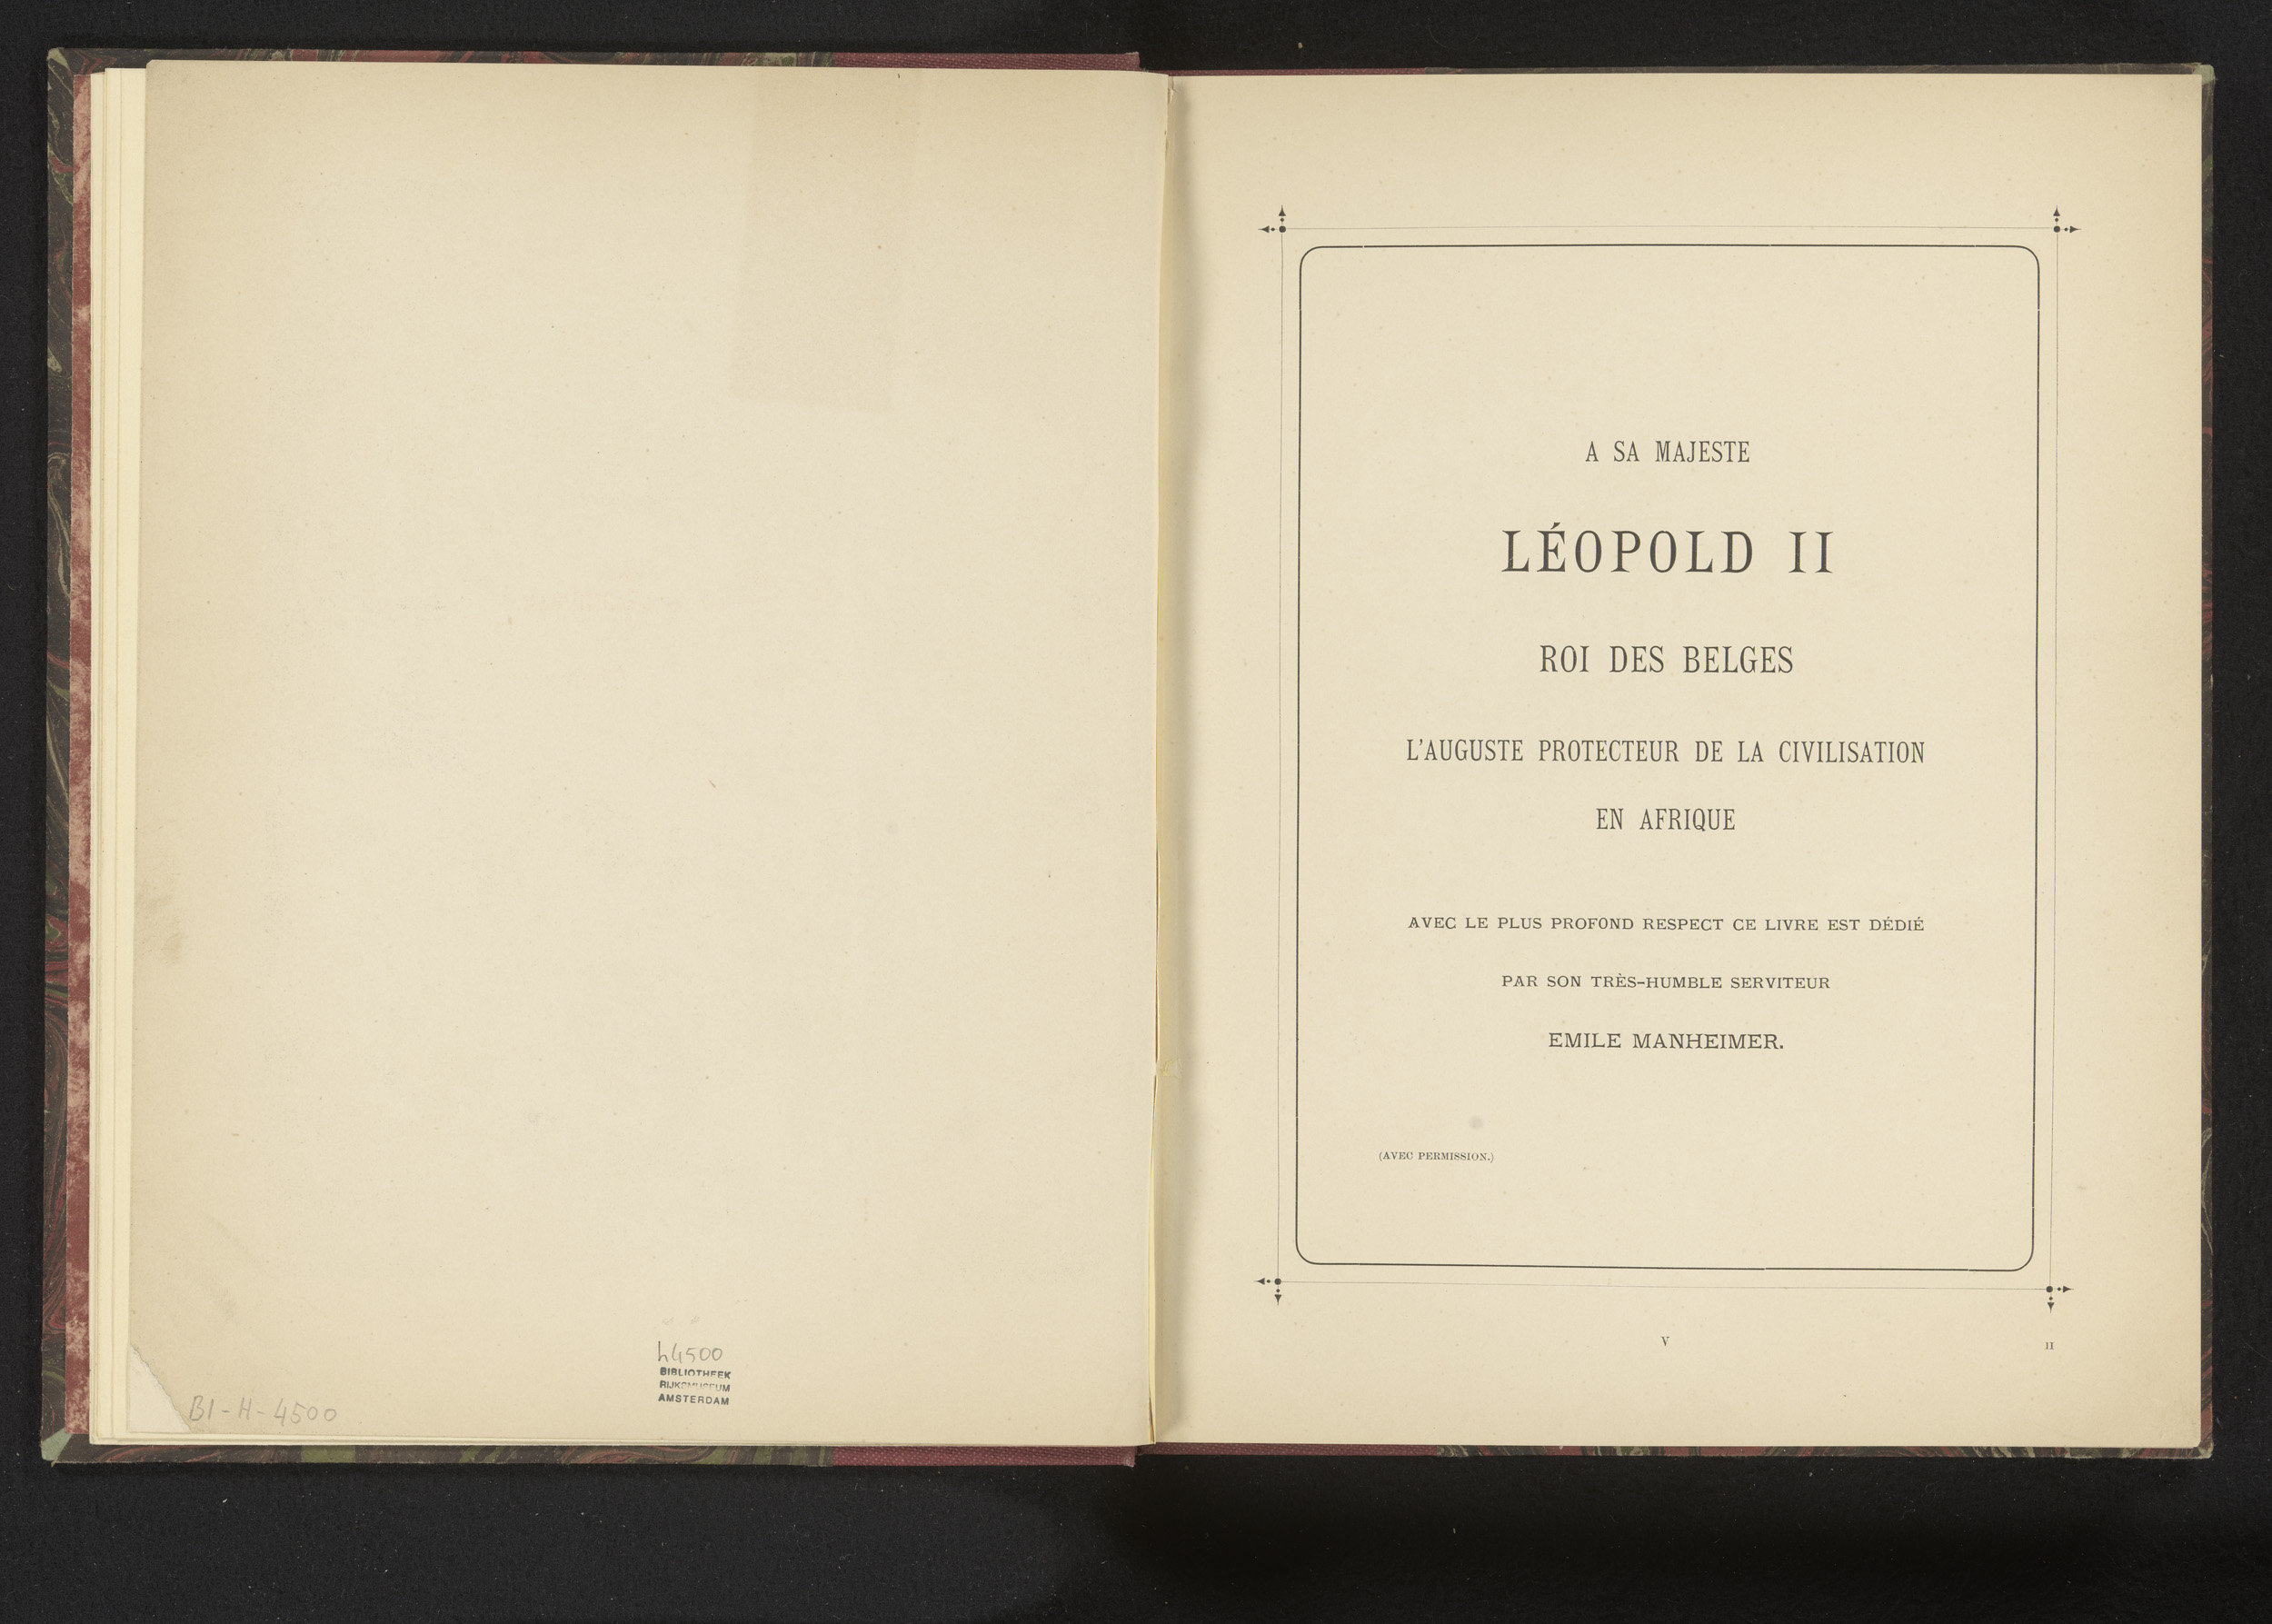 h4500
BIBLIOTHEEK
RIJKSMUSEUM
AMSTERDAM
BI-H-4500
A SA MAJESTE
LÉOPOLD II
ROI DES BELGES
L'AUGUSTE PROTECTEUR DE LA CIVILISATION
EN AFRIQUE
AVEC LE PLUS PROFOND RESPECT CE LIVRE EST DÉDIÉ
PAR SON TRÈS-HUMBLE SERVITEUR
EMILE MANHEIMER.
(AVEC PERMISSION.)
V
II